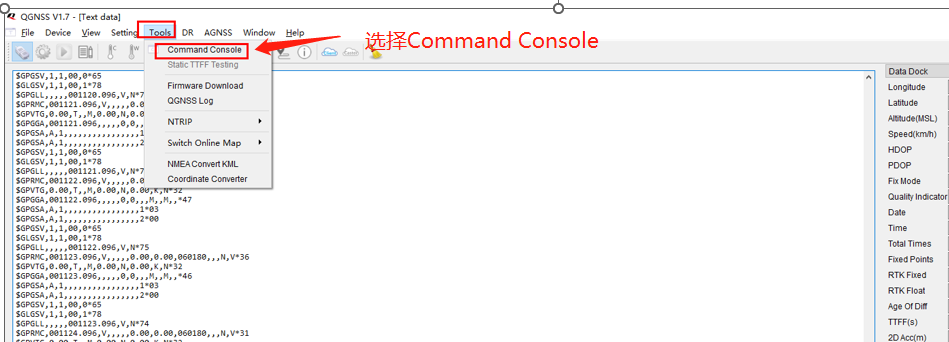 QGNSS V1.7 - [Text data]
File Device View Setting Tools DR AGNSS Window Help
选择Command Console
Command Console
Static TTFF Testing
Firmware Download
QGNSS Log
NTRIP
Switch Online Map
NMEA Convert KML
Coordinate Converter
$GPGSV,1,1,00,0*65
$GLGSV,1,1,00,1*78
$GPGLL,,,,,001120.096,V,N*7
$GPRMC,001121.096,V,,,,,0.0
$GPVTG,0.00,T,,M,0.00,N,0.0
$GPGGA,001121.096,,,,,0,0,,
$GPGSA,A,1,,,,,,,,,,,,,,,,1
$GPGSA,A,1,,,,,,,,,,,,,,,,2
$GPGSV,1,1,00,0*65
$GLGSV,1,1,00,1*78
$GPGLL,,,,,001121.096,V,N*7
$GPRMC,001122.096,V,,,,,0.0
$GPVTG,0.00,T,,M,0.00,N,0.00,K,N*32
$GPGGA,001122.096,,,,,0,0,,,M,,M,,*47
$GPGSA,A,1,,,,,,,,,,,,,,,,1*03
$GPGSA,A,1,,,,,,,,,,,,,,,,2*00
$GPGSV,1,1,00,0*65
$GLGSV,1,1,00,1*78
$GPGLL,,,,,001122.096,V,N*75
$GPRMC,001123.096,V,,,,,0.00,0.00,060180,,,N,V*36
$GPVTG,0.00,T,,M,0.00,N,0.00,K,N*32
$GPGGA,001123.096,,,,,0,0,,,M,,M,,*46
$GPGSA,A,1,,,,,,,,,,,,,,,,1*03
$GPGSA,A,1,,,,,,,,,,,,,,,,2*00
$GPGSV,1,1,00,0*65
$GLGSV,1,1,00,1*78
$GPGLL,,,,,001123.096,V,N*74
$GPRMC,001124.096,V,,,,,0.00,0.00,060180,,,N,V*31
$GPVTG,0.00,T,,M,0.00,N,0.00,K,N*32
Data Dock
Longitude
Latitude
Altitude(MSL)
Speed(km/h)
HDOP
PDOP
Fix Mode
Quality Indicator
Date
Time
Total Times
Fixed Points
RTK Fixed
RTK Float
Age Of Diff
TTFF(s)
2D Acc(m)